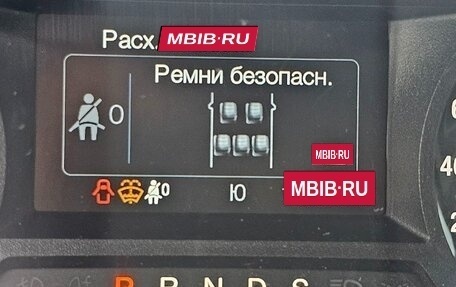 Расх. MBIB.RU
Ремни безопасн.
0
MBIB.RU
0 Ю MBIB.RU
P R N D S